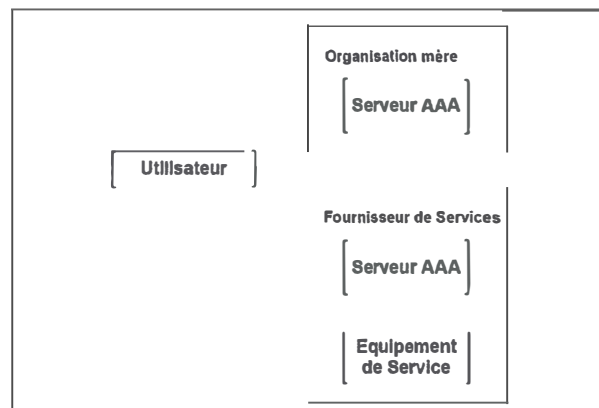 Organisation mère
Serveur AAA
Utilisateur
Fournisseur de Services
Serveur AAA
Equipement
de Service